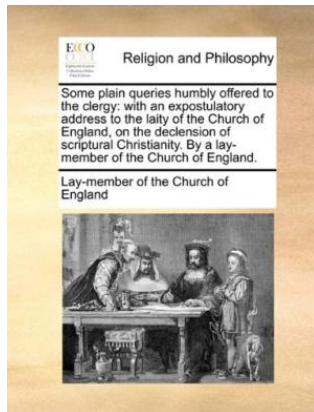 ECCO
Religion and Philosophy
Some plain queries humbly offered to
the clergy: with an expostulatory
address to the laity of the Church of
England, on the declension of
scriptural Christianity. By a lay-
member of the Church of England.
Lay-member of the Church of
England